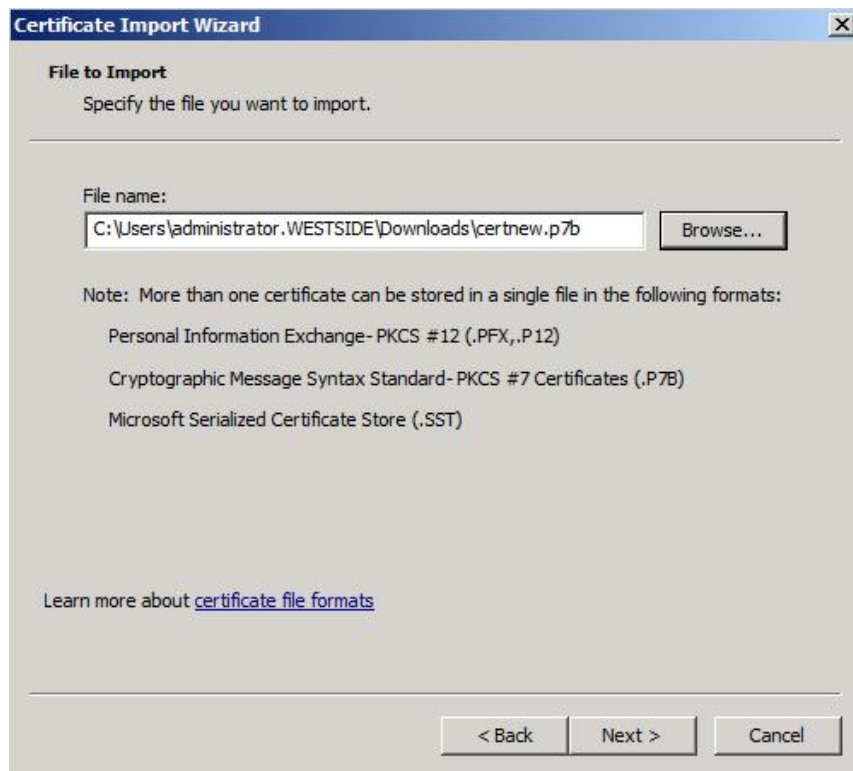 Certificate Import Wizard
File to Import
Specify the file you want to import.
File name:
C:\Users\administrator.WESTSIDE\Downloads\certnew.p7b
Browse...
Note: More than one certificate can be stored in a single file in the following formats:
Personal Information Exchange- PKCS #12 (.PFX,.P12)
Cryptographic Message Syntax Standard- PKCS #7 Certificates (.P7B)
Microsoft Serialized Certificate Store (.SST)
Learn more about certificate file formats
< Back
Next >
Cancel